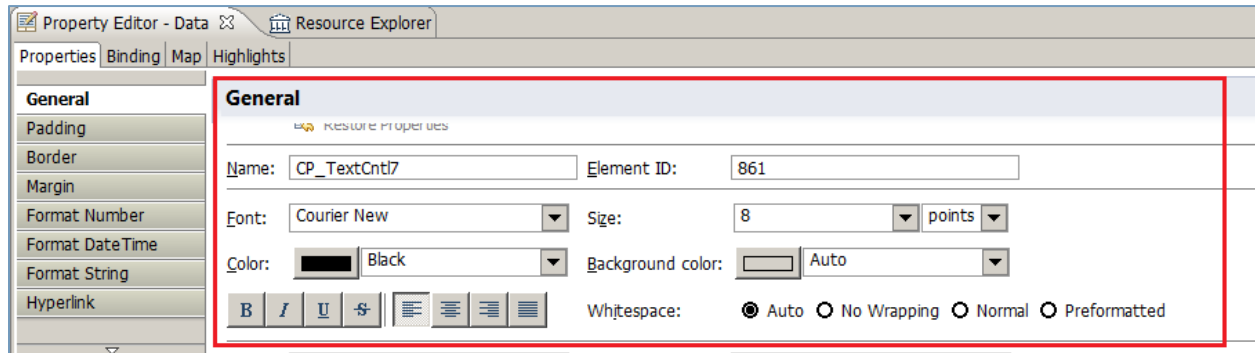 Property Editor - Data Resource Explorer
Properties Binding Map Highlights
General
Padding
Border
Margin
Format Number
Format DateTime
Format String
Hyperlink
General
Restore Properties
Name: CP_TextCntl7 Element ID: 861
Font: Courier New Size: 8 points
Color: Black Background color: Auto
B I U S Whitespace: Auto No Wrapping Normal Preformatted